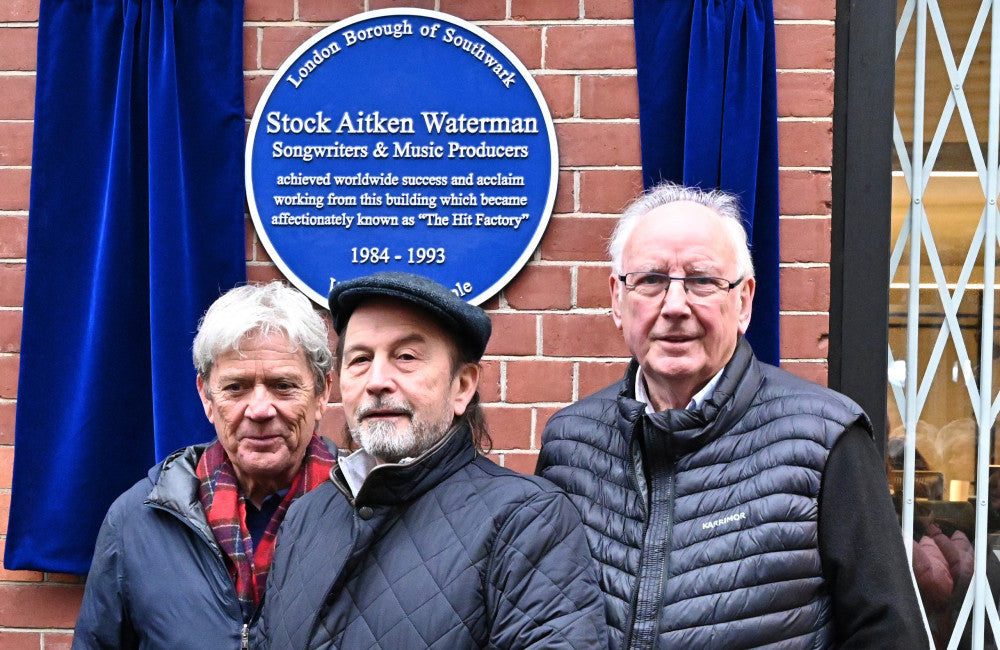 London Borough of Southwark
Stock Aitken Waterman
Songwriters & Music Producers
achieved worldwide success and acclaim
working from this building which became
affectionately known as “The Hit Factory”
1984 - 1993
KARRIMOR